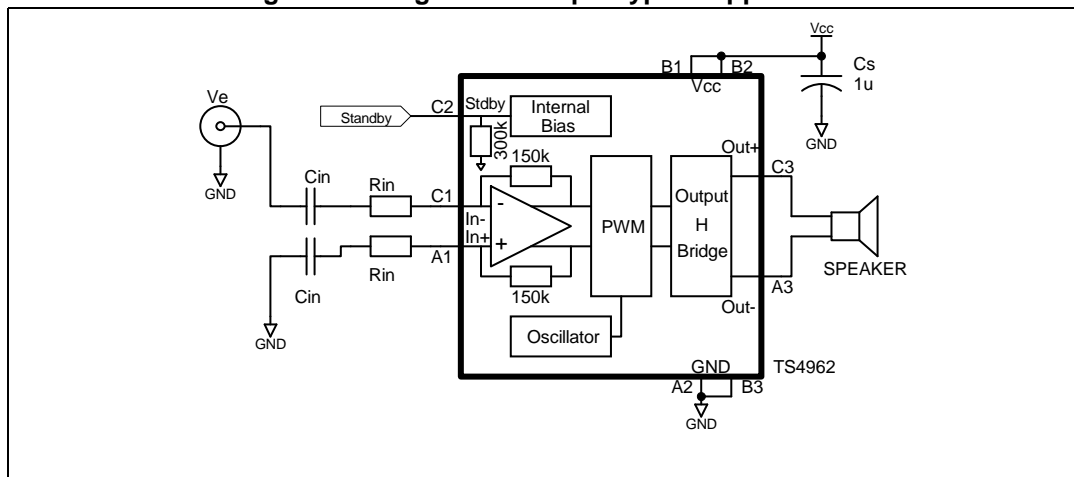 Vcc
B1
B2
Vcc
Cs
1u
GND
Ve
GND
Standby
C2
Stdby
300k
Internal
Bias
150k
Out+
C3
Cin
Rin
C1
In-
-
In+
+
PWM
Output
H
Bridge
SPEAKER
A1
Cin
Rin
150k
A3
Out-
Oscillator
GND
GND
TS4962
A2
B3
GND